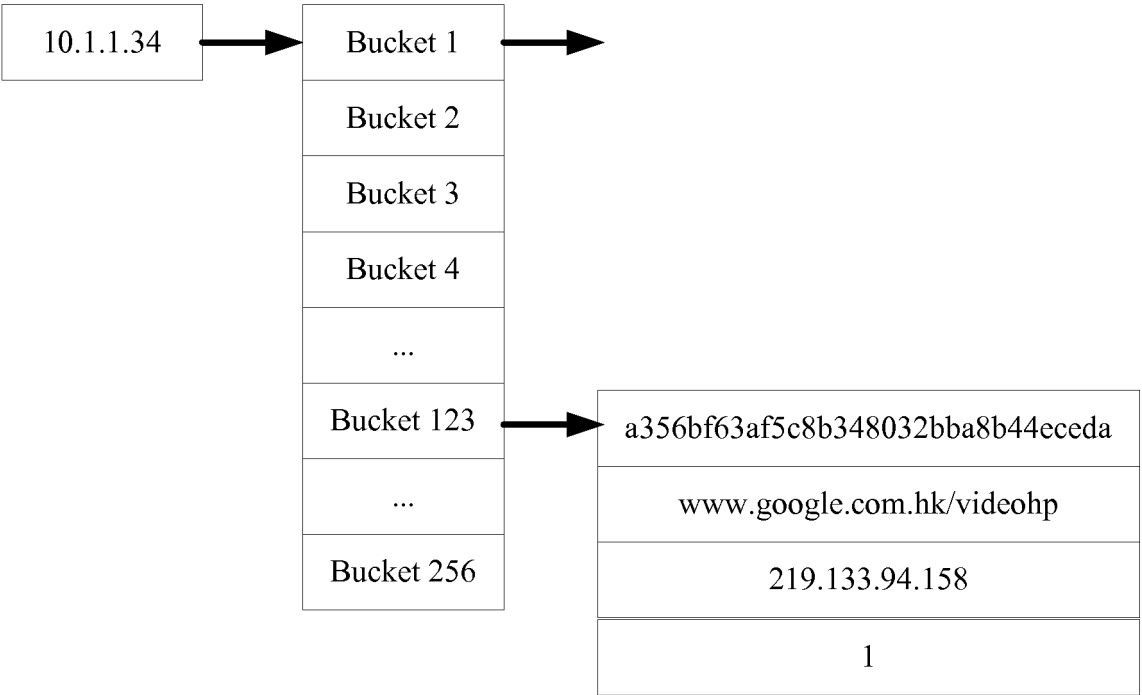 10.1.1.34
Bucket 1
Bucket 2
Bucket 3
Bucket 4
...
Bucket 123
...
Bucket 256
a356bf63af5c8b348032bba8b44eceda
www.google.com.hk/videohp
219.133.94.158
1